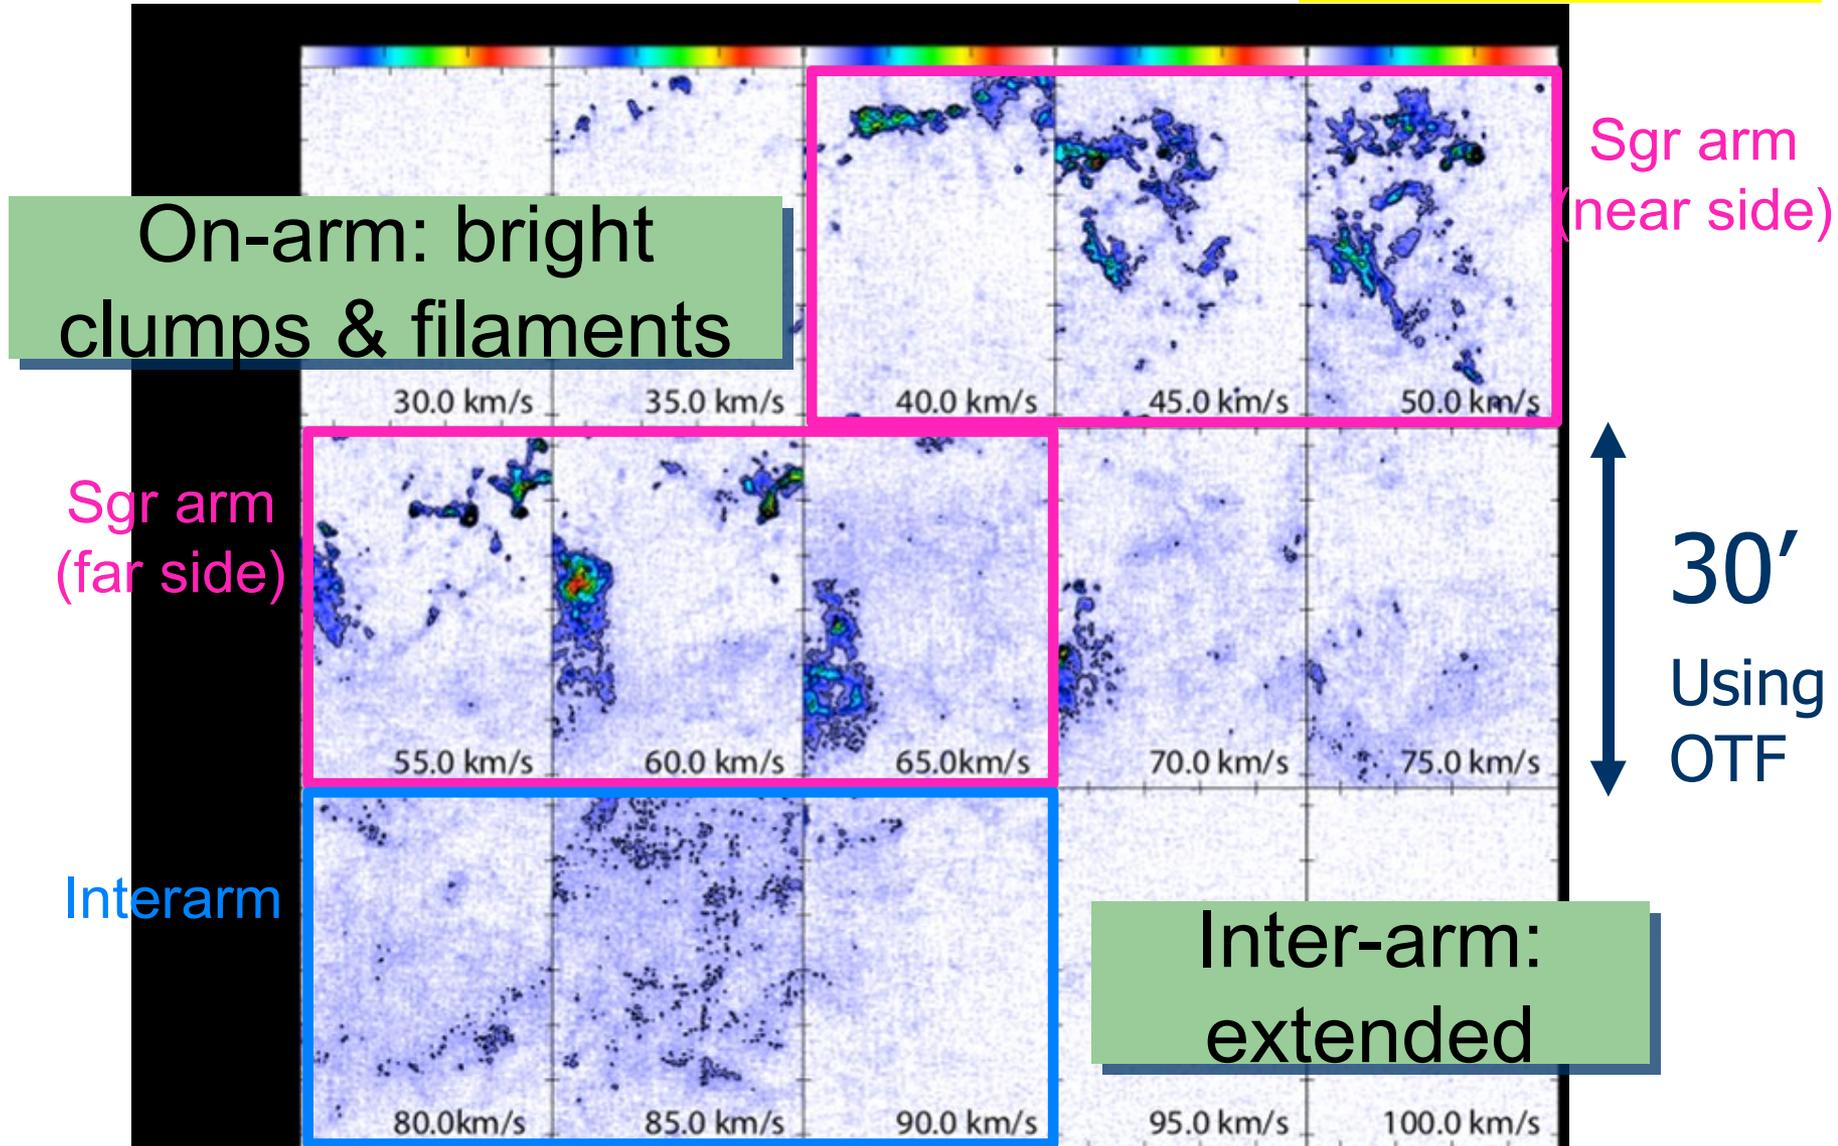 Sgr arm
(near side)
On-arm: bright
clumps & filaments
30.0 km/s
35.0 km/s
40.0 km/s
45.0 km/s
50.0 km/s
Sgr arm
(far side)
30′
Using
OTF
55.0 km/s
60.0 km/s
65.0km/s
70.0 km/s
75.0 km/s
Interarm
Inter-arm:
extended
80.0km/s
85.0 km/s
90.0 km/s
95.0 km/s
100.0 km/s